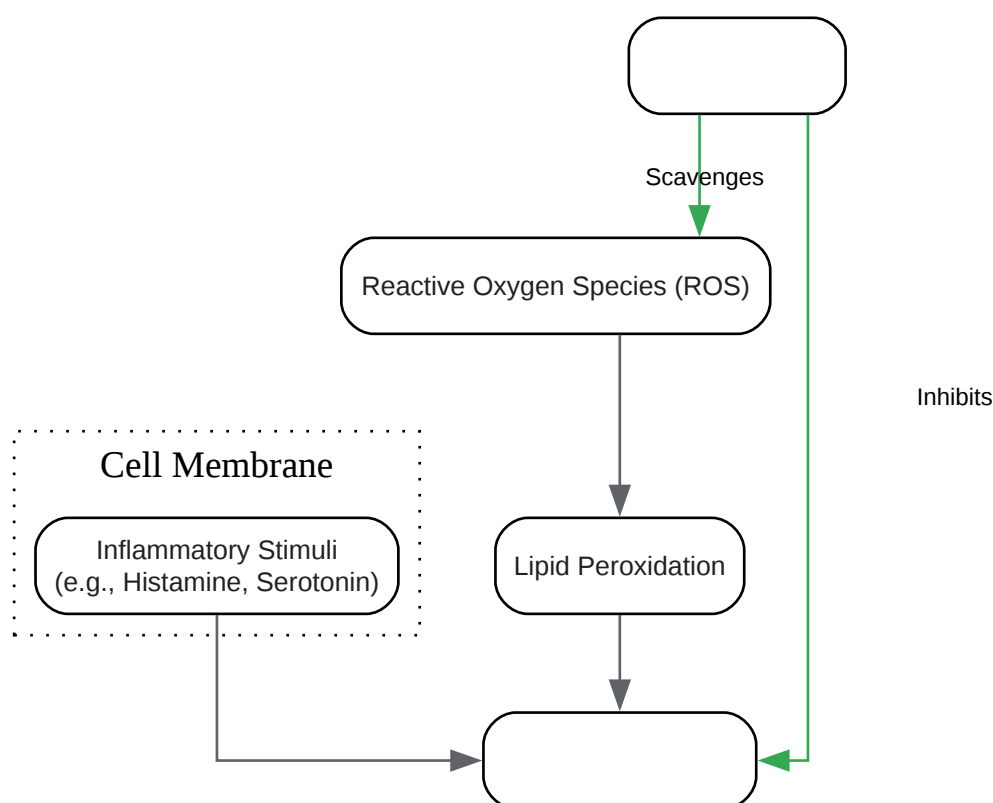 Scavenges
Reactive Oxygen Species (ROS)
Inhibits
Cell Membrane
Inflammatory Stimuli
(e.g., Histamine, Serotonin)
Lipid Peroxidation